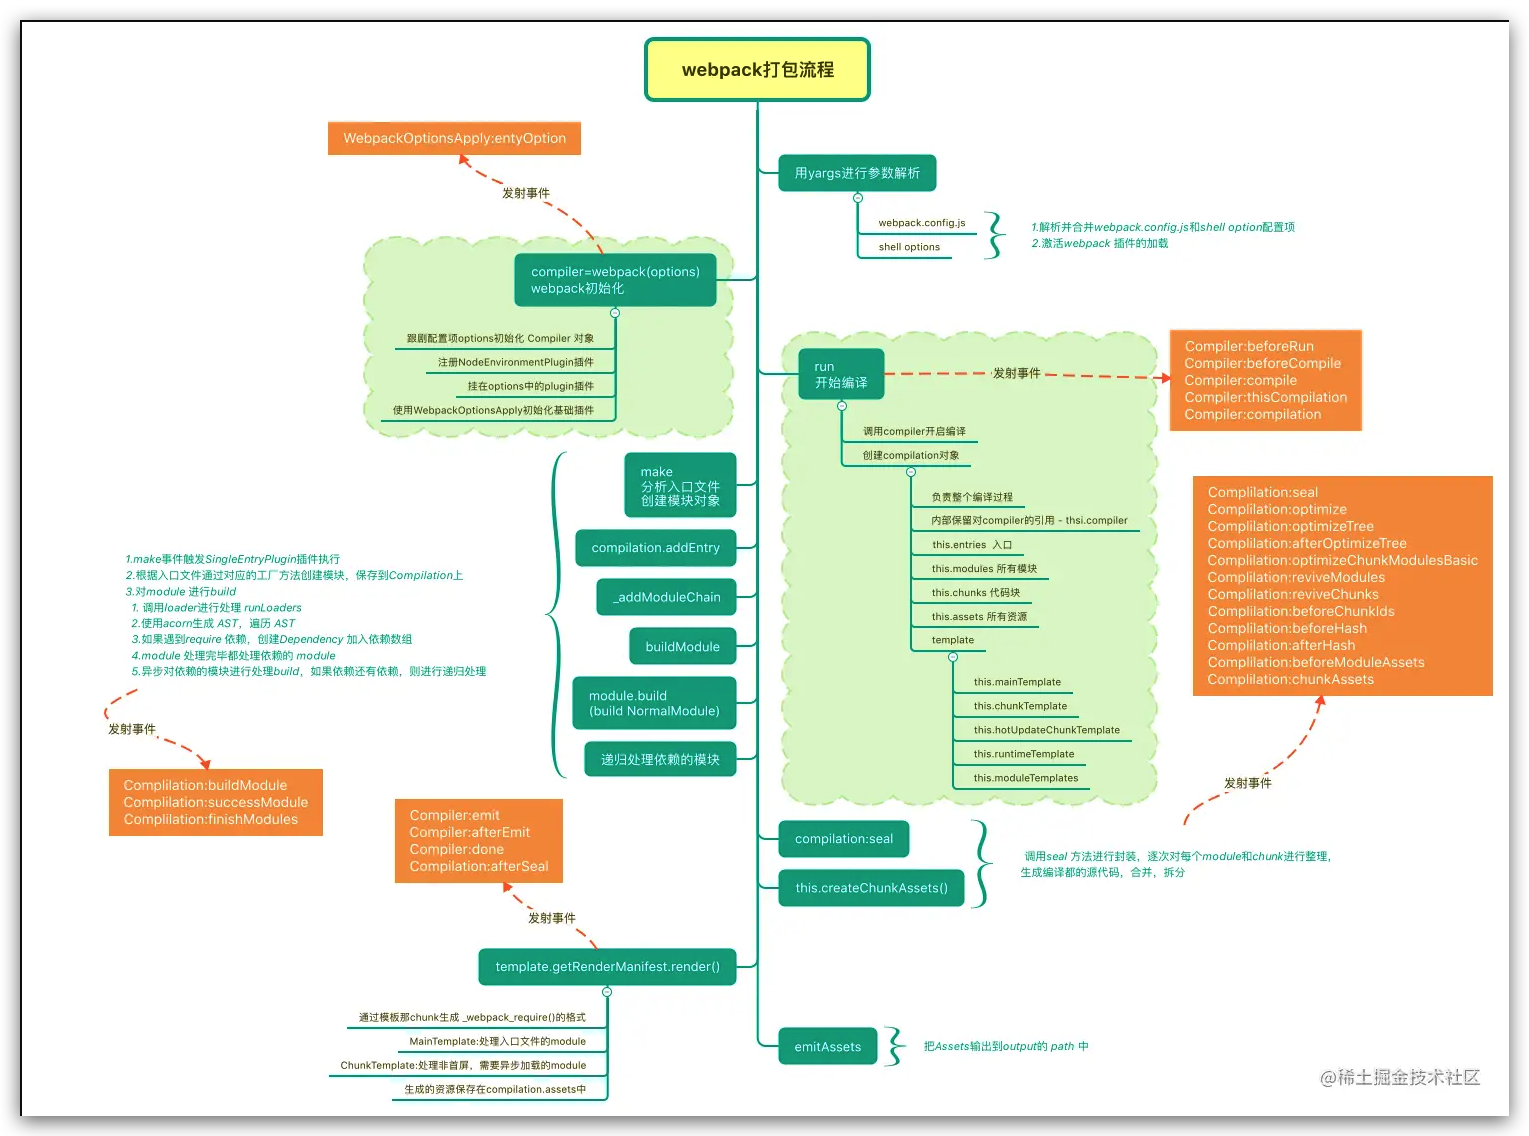 webpack打包流程
WebpackOptionsApply:entyOption
发射事件
用yargs进行参数解析
webpack.config.js
shell options
1.解析并合并webpack.config.js和shell option配置项
2.激活webpack 插件的加载
compiler=webpack(options)
webpack初始化
跟剧配置项options初始化 Compiler 对象
注册NodeEnvironmentPlugin插件
挂在options中的plugin插件
使用WebpackOptionsApply初始化基础插件
run
开始编译
发射事件
Compiler:beforeRun
Compiler:beforeCompile
Compiler:compile
Compiler:thisCompilation
Compiler:compilation
调用compiler开启编译
创建compilation对象
负责整个编译过程
内部保留对compiler的引用 - thsi.compiler
this.entries 入口
this.modules 所有模块
this.chunks 代码块
this.assets 所有资源
template
this.mainTemplate
this.chunkTemplate
this.hotUpdateChunkTemplate
this.runtimeTemplate
this.moduleTemplates
make
分析入口文件
创建模块对象
compilation.addEntry
_addModuleChain
buildModule
module.build
(build NormalModule)
递归处理依赖的模块
1.make事件触发SingleEntryPlugin插件执行
2.根据入口文件通过对应的工厂方法创建模块，保存到Compilation上
3.对module 进行build
1. 调用loader进行处理 runLoaders
2.使用acorn生成 AST，遍历 AST
3.如果遇到require 依赖，创建Dependency 加入依赖数组
4.module 处理完毕都处理依赖的 module
5.异步对依赖的模块进行处理build，如果依赖还有依赖，则进行递归处理
发射事件
Complilation:buildModule
Complilation:successModule
Complilation:finishModules
Complilation:seal
Complilation:optimize
Complilation:optimizeTree
Complilation:afterOptimizeTree
Complilation:optimizeChunkModulesBasic
Complilation:reviveModules
Complilation:reviveChunks
Complilation:beforeChunkIds
Complilation:beforeHash
Complilation:afterHash
Complilation:beforeModuleAssets
Complilation:chunkAssets
发射事件
compilation:seal
this.createChunkAssets()
调用seal 方法进行封装，逐次对每个module和chunk进行整理，
生成编译都的源代码，合并，拆分
Compiler:emit
Compiler:afterEmit
Compiler:done
Compilation:afterSeal
发射事件
template.getRenderManifest.render()
通过模板那chunk生成 _webpack_require()的格式
MainTemplate:处理入口文件的module
ChunkTemplate:处理非首屏，需要异步加载的module
生成的资源保存在compilation.assets中
emitAssets
把Assets输出到output的 path 中
@稀土掘金技术社区